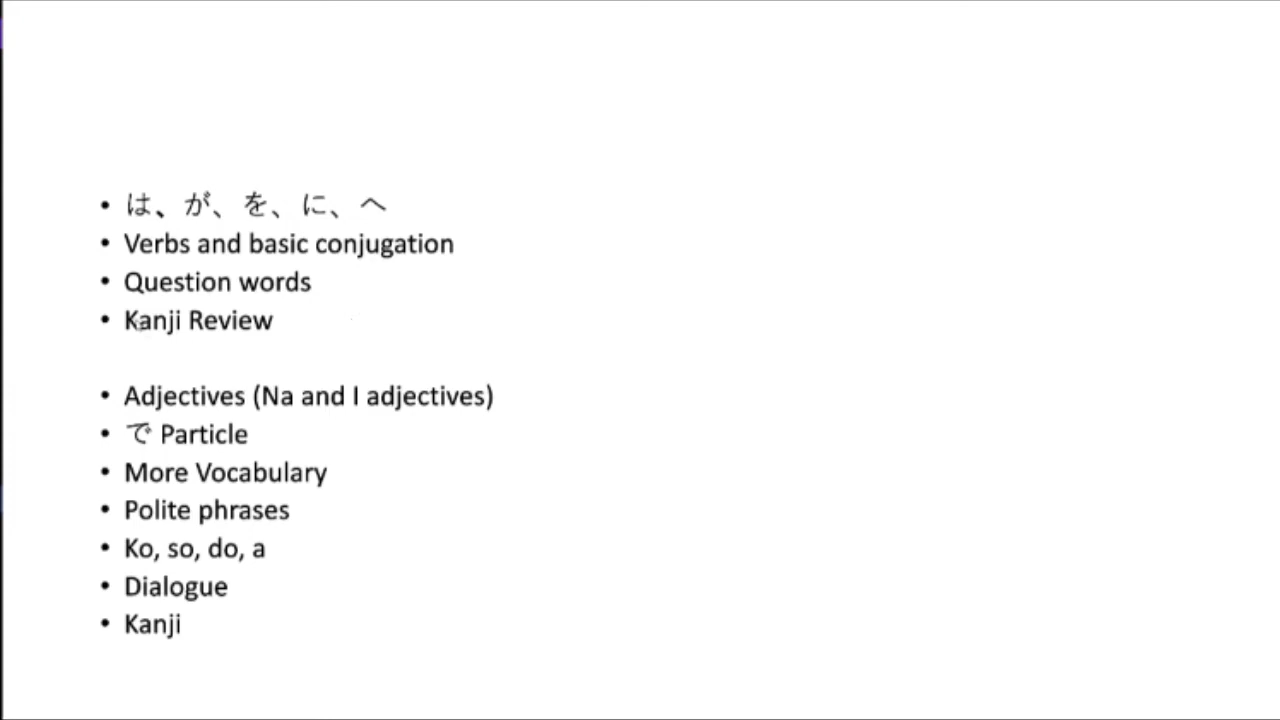 • は、が、を、に、へ
• Verbs and basic conjugation
• Question words
• Kanji Review
• Adjectives (Na and I adjectives)
• で Particle
• More Vocabulary
• Polite phrases
• Ko, so, do, a
• Dialogue
• Kanji